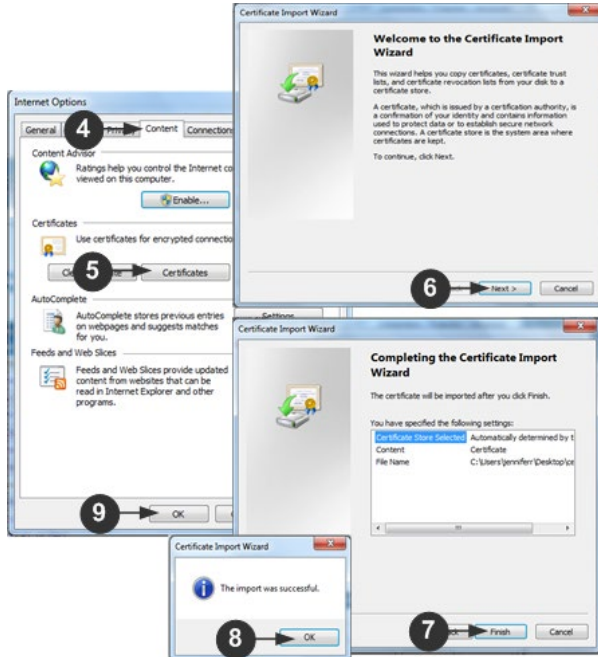 Certificate Import Wizard
Welcome to the Certificate Import
Wizard
This wizard helps you copy certificates, certificate trust
lists, and certificate revocation lists from your disk to a
certificate store.
A certificate, which is issued by a certification authority, is
a confirmation of your identity and contains information
used to protect data or to establish secure network
connections. A certificate store is the system area where
certificates are kept.
To continue, click Next.
6
Next >
Cancel
Internet Options
General
4
Content
Connections
Content Advisor
Ratings help you control the Internet
viewed on this computer.
Enable...
Certificates
Use certificates for encrypted
5
Certificates
AutoComplete
AutoComplete stores previous entries
on webpages and suggests matches
for you.
Settings
Feeds and Web Slices
Feeds and Web Slices provide updated
content from websites that can be
read in Internet Explorer and other
programs.
9
OK
Certificate Import Wizard
Completing the Certificate Import
Wizard
The certificate will be imported after you click Finish.
You have specified the following settings:
Certificate Store Selected Automatically determined by t
Content Certificate
File Name C:\Users\jenniferr\Desktop\ce
7
Finish
Cancel
Certificate Import Wizard
The import was successful.
8
OK